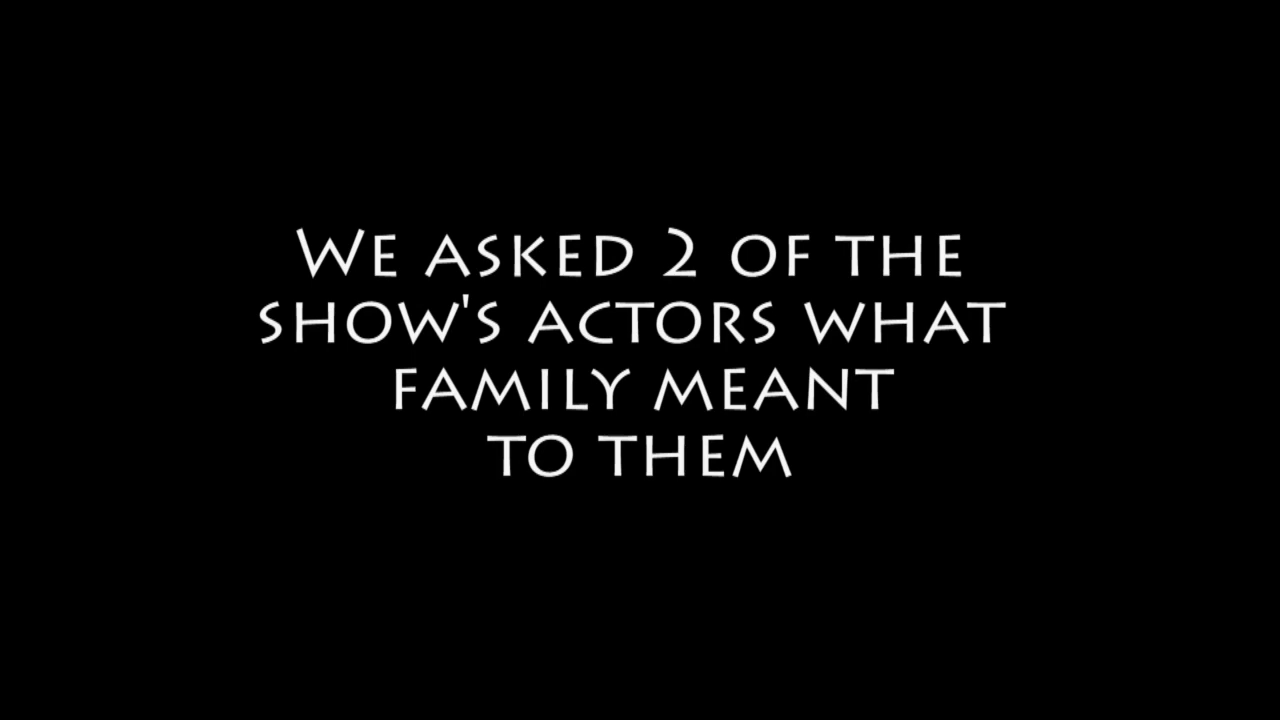 We asked 2 of the
show's actors what
family meant
to them